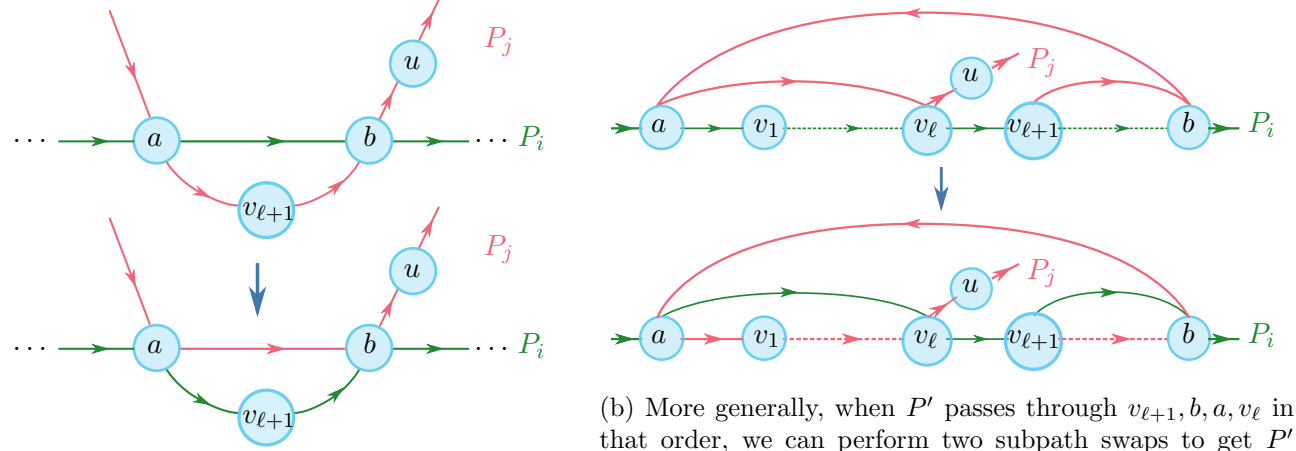 P_j
u
··· a b ··· P_i
v_{ℓ+1}
P_j
u
··· a b ··· P_i
v_{ℓ+1}
u P_j
a v_1 v_ℓ v_{ℓ+1} b P_i
u P_j
a v_1 v_ℓ v_{ℓ+1} b P_i
(b) More generally, when P′ passes through v_{ℓ+1}, b, a, v_ℓ in
that order, we can perform two subpath swaps to get P′